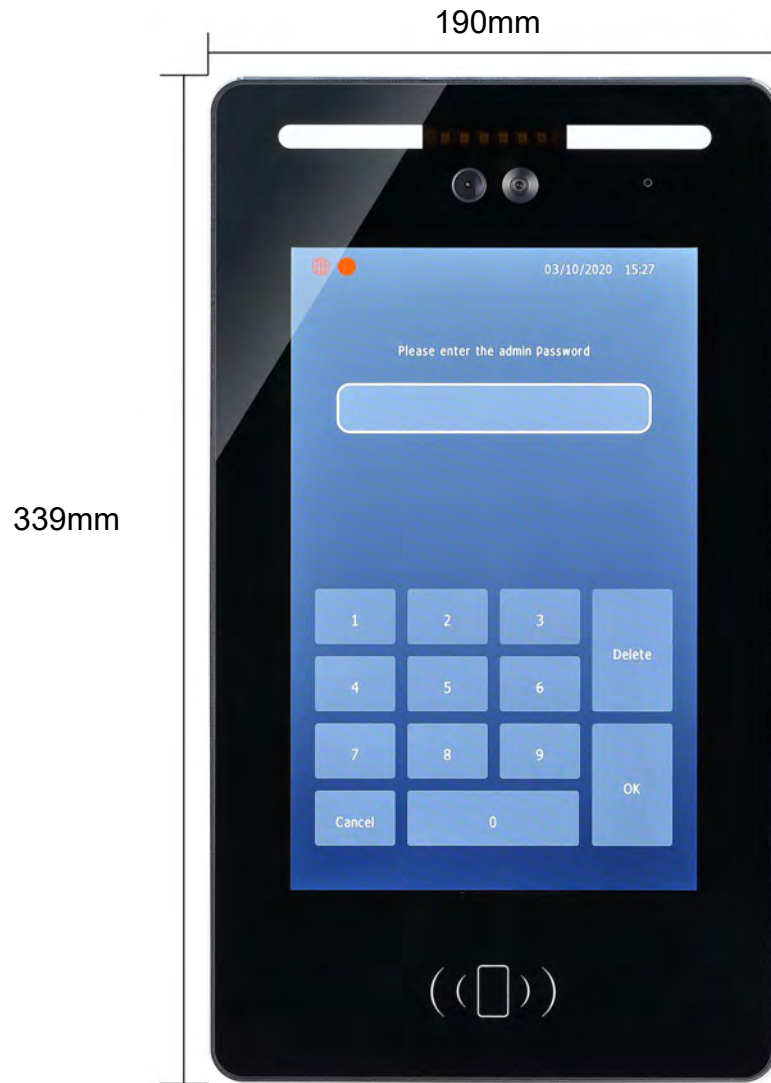 190mm
339mm
03/10/2020 15:27
Please enter the admin Password
1 2 3
Delete
4 5 6
7 8 9
OK
Cancel 0